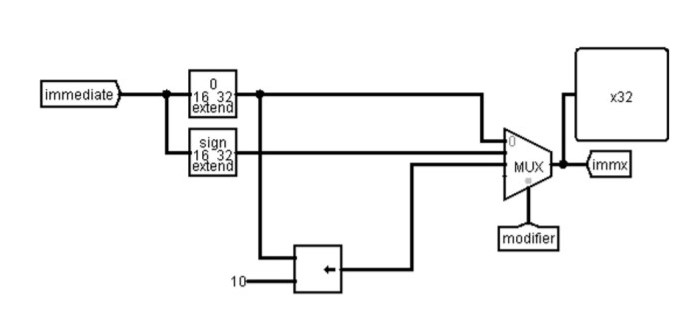 immediate
0
16 32
extend
sign
16 32
extend
10
0
MUX
x32
immx
modifier